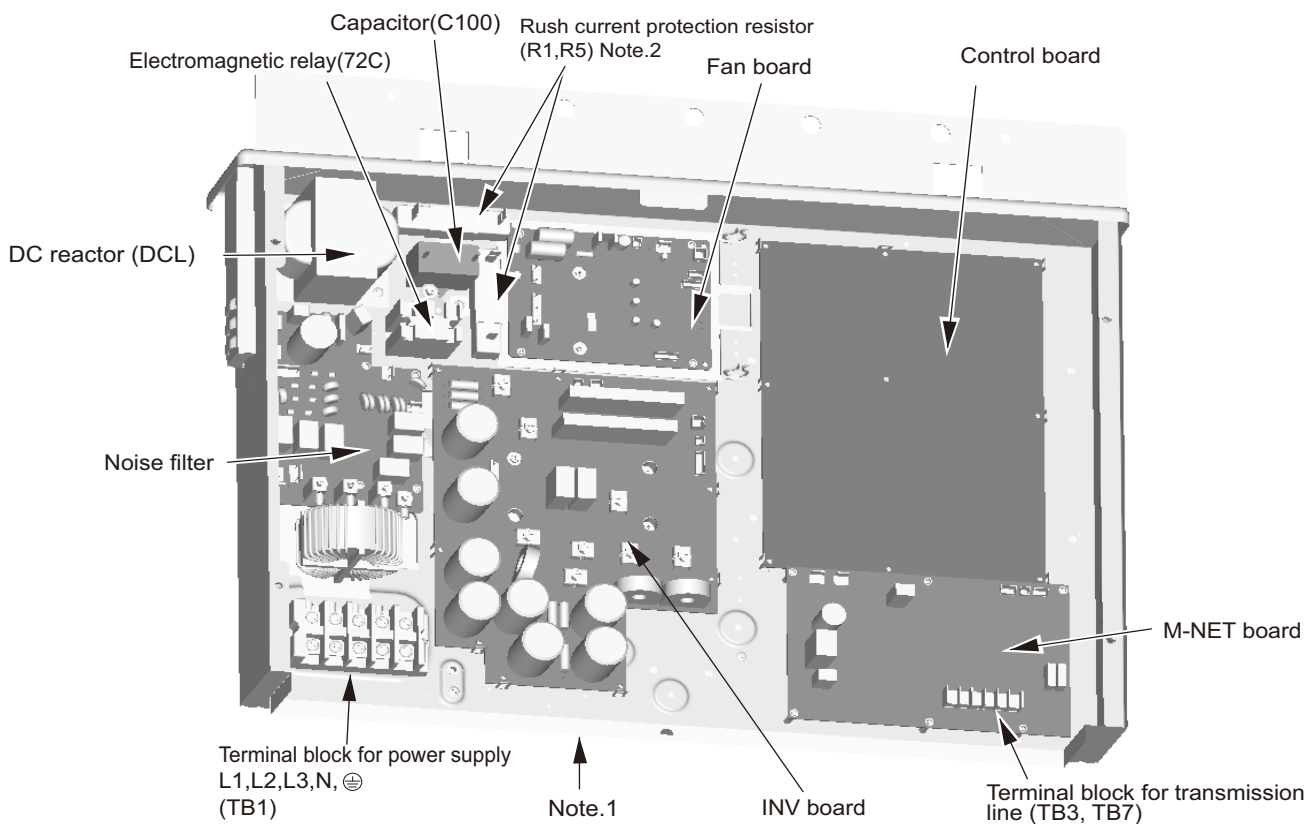 Capacitor(C100)
Rush current protection resistor
(R1,R5) Note.2
Electromagnetic relay(72C)
Fan board
Control board
DC reactor (DCL)
Noise filter
M-NET board
Terminal block for power supply
L1,L2,L3,N, ⏚
(TB1)
Note.1
INV board
Terminal block for transmission
line (TB3, TB7)